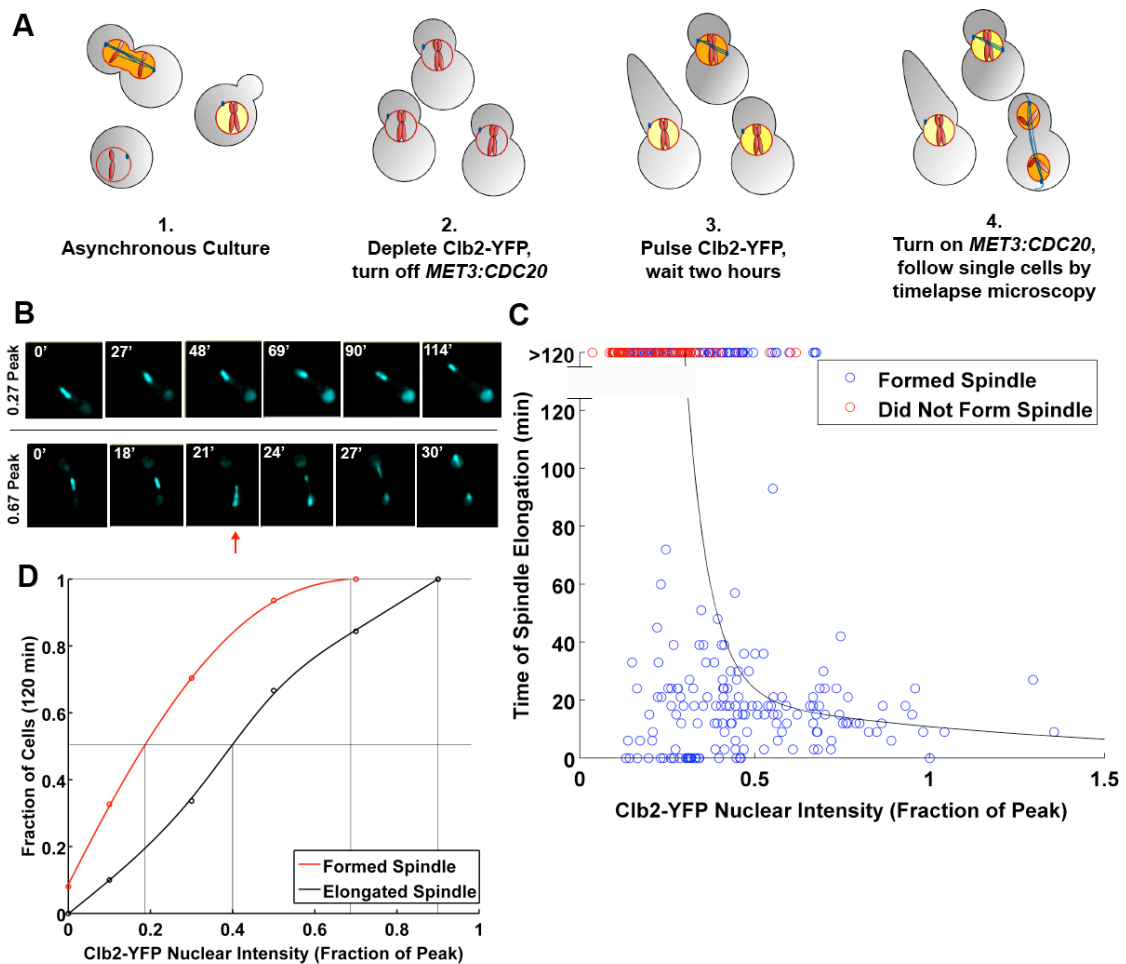 A
1.
Asynchronous Culture
2.
Deplete Clb2-YFP,
turn off MET3:CDC20
3.
Pulse Clb2-YFP,
wait two hours
4.
Turn on MET3:CDC20,
follow single cells by
timelapse microscopy
B
0.27 Peak
0' 27' 48' 69' 90' 114'
0.67 Peak
0' 18' 21' 24' 27' 30'
C
>120
120
100
80
60
40
20
0
Time of Spindle Elongation (min)
Formed Spindle
Did Not Form Spindle
0 0.5 1 1.5
Clb2-YFP Nuclear Intensity (Fraction of Peak)
D
1
0.8
0.6
0.4
0.2
0
Fraction of Cells (120 min)
Formed Spindle
Elongated Spindle
0 0.2 0.4 0.6 0.8 1
Clb2-YFP Nuclear Intensity (Fraction of Peak)